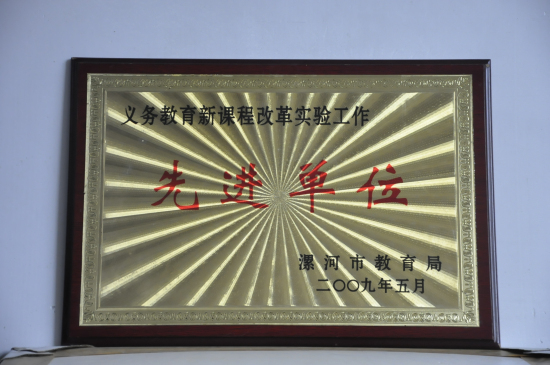 义务教育新课程改革实验工作
先进单位
漯河市教育局
二〇〇九年五月